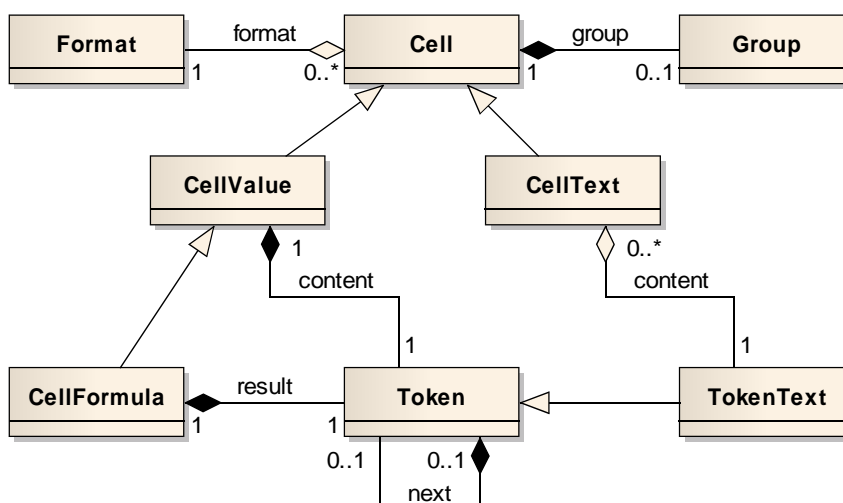 Format format Cell group Group
1 0..* 1 0..1
CellValue CellText
1 0..*
content content
1 1
CellFormula result Token TokenText
1 1
0..1 0..1
next